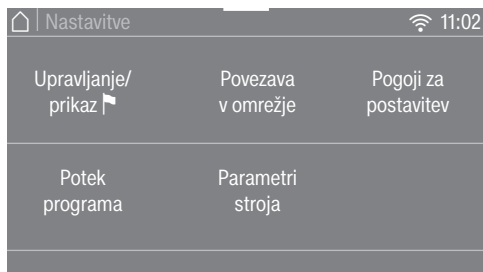 Nastavitve 11:02
Upravljanje/ Povezava Pogoji za
prikaz v omrežje postavitev
Potek Parametri
programa stroja